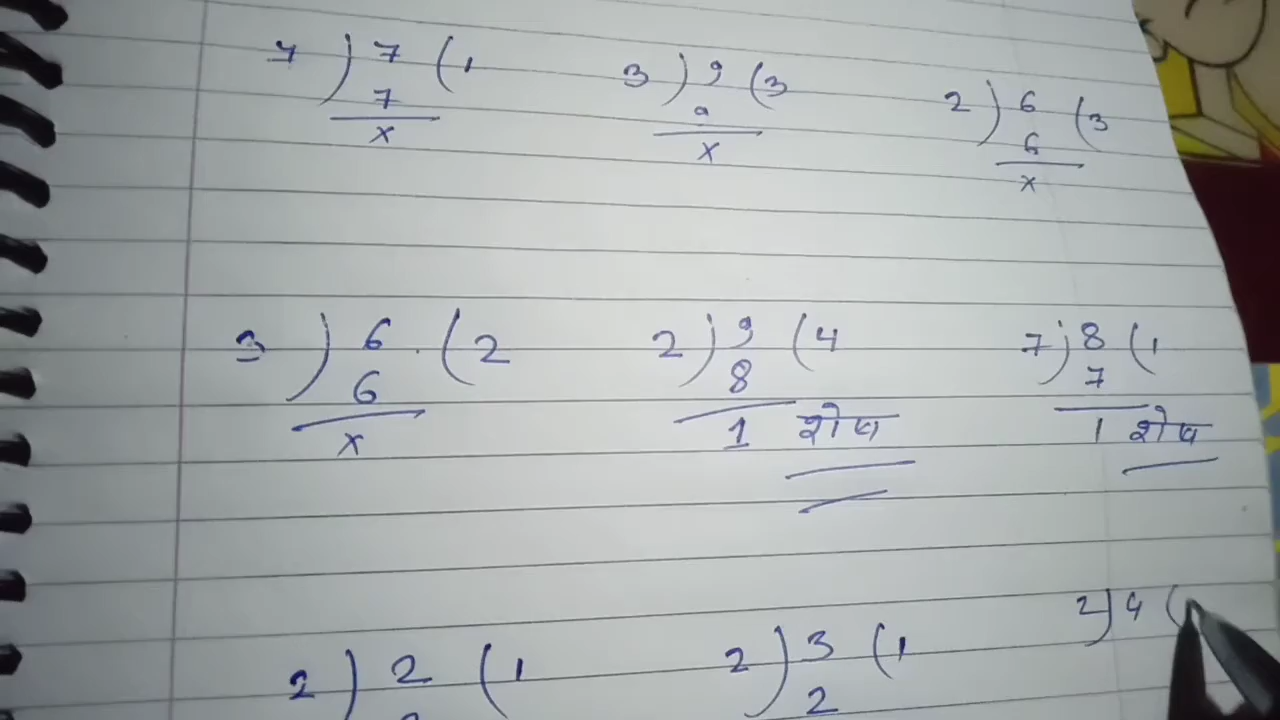 7 ) 7 ( 1
7
x
3 ) 9 ( 3
9
x
2 ) 6 ( 3
6
x
3 ) 6 ( 2
6
x
2 ) 9 ( 4
8
1 शेष
7 ) 8 ( 1
7
1 शेष
2 ) 2 ( 1
2 ) 3 ( 1
2
2 ) 4 (